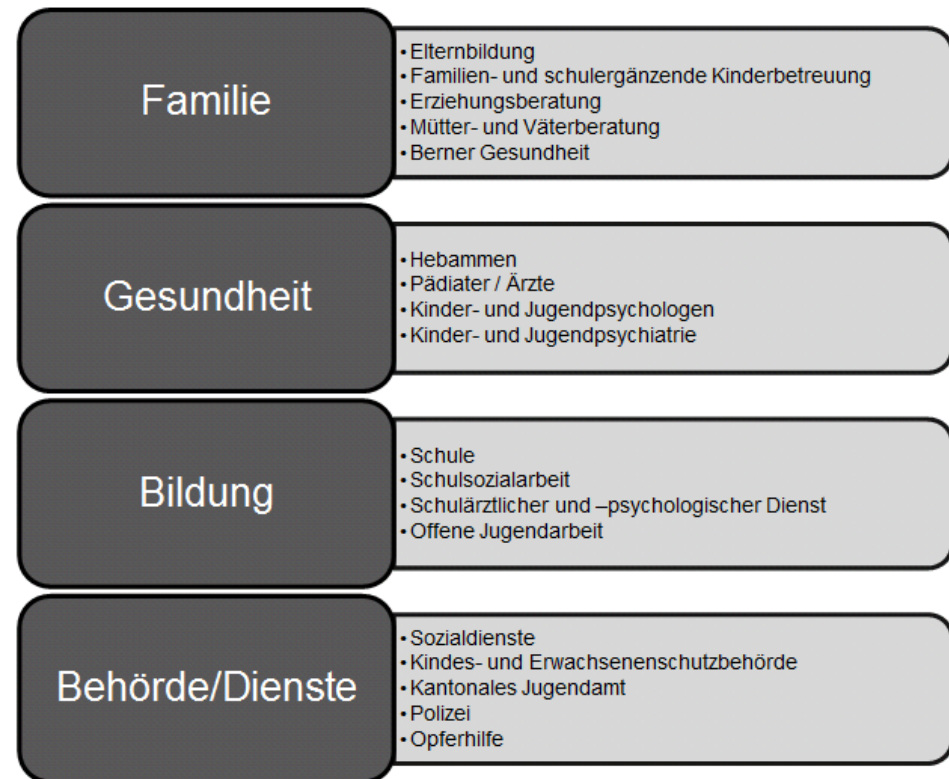 Familie
• Elternbildung
• Familien- und schulergänzende Kinderbetreuung
• Erziehungsberatung
• Mütter- und Väterberatung
• Berner Gesundheit
Gesundheit
• Hebammen
• Pädiater / Ärzte
• Kinder- und Jugendpsychologen
• Kinder- und Jugendpsychiatrie
Bildung
• Schule
• Schulsozialarbeit
• Schulärztlicher und –psychologischer Dienst
• Offene Jugendarbeit
Behörde/Dienste
• Sozialdienste
• Kindes- und Erwachsenenschutzbehörde
• Kantonales Jugendamt
• Polizei
• Opferhilfe